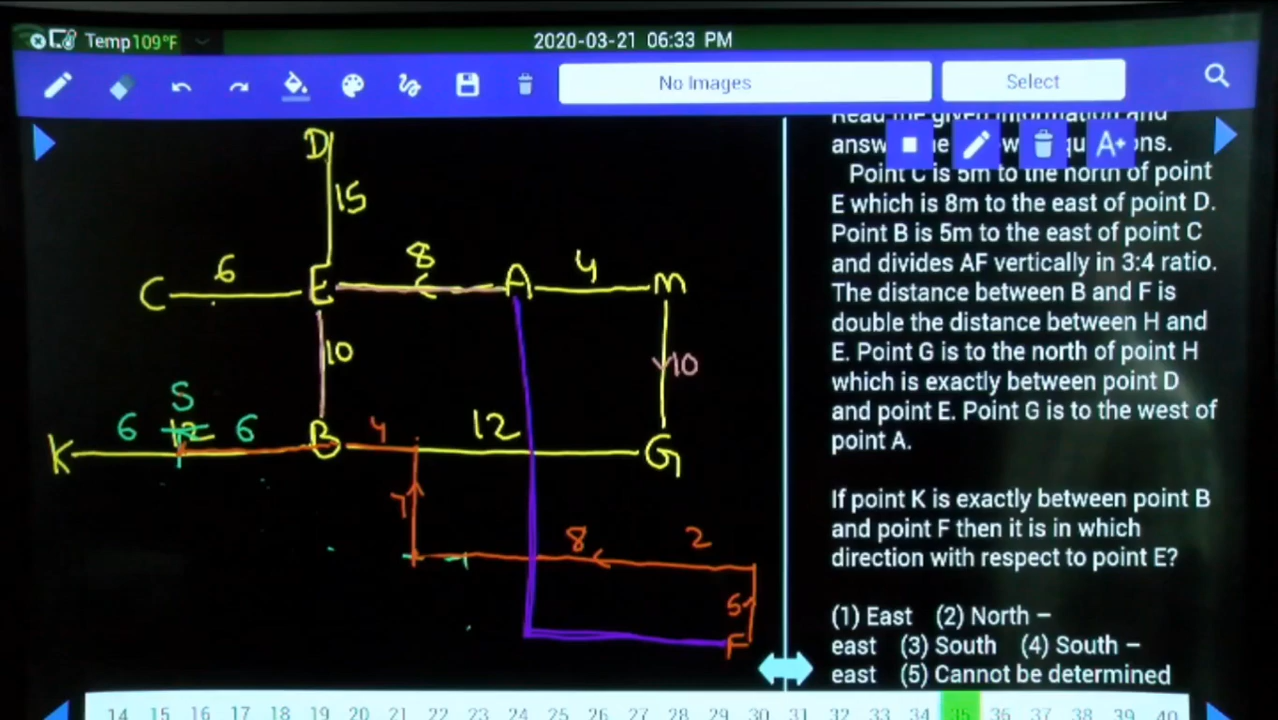 Temp109°F
2020-03-21 06:33 PM
No Images
Select
A+
Read the given information and
answ
Point C is 5m to the north of point
E which is 8m to the east of point D.
Point B is 5m to the east of point C
and divides AF vertically in 3:4 ratio.
The distance between B and F is
double the distance between H and
E. Point G is to the north of point H
which is exactly between point D
and point E. Point G is to the west of
point A.
If point K is exactly between point B
and point F then it is in which
direction with respect to point E?
(1) East (2) North –
east (3) South (4) South –
east (5) Cannot be determined
D
15
C 6 E 8 A 4 M
10
10
S
K 6 12 6 B 4 12 G
7
8 2
5
F
14 15 16 17 18 19 20 21 22 23 24 25 26 27 28 29 30 31 32 33 34 35 36 37 38 39 40